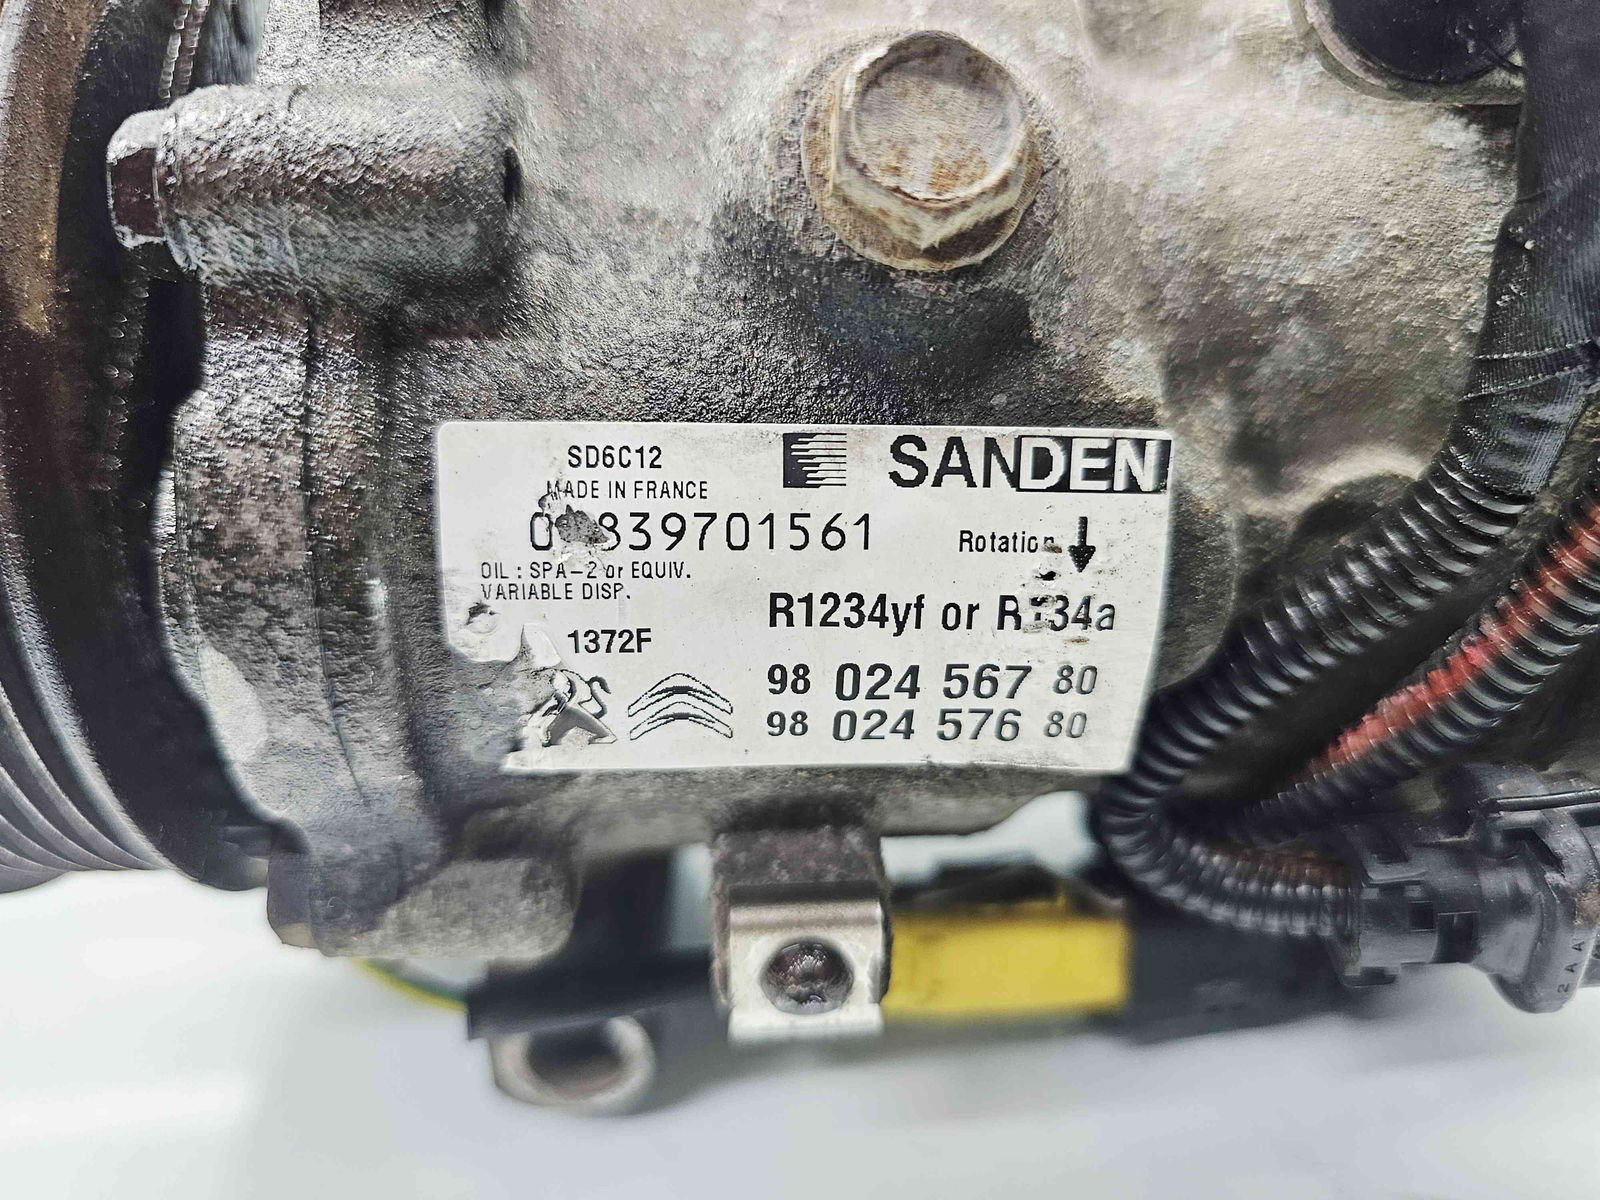 SD6C12
SANDEN
MADE IN FRANCE
Rotation
OIL : SPA-2 or EQUIV.
VARIABLE DISP.
R1234yf or R134a
1372F
98 024 567 80
98 024 576 80